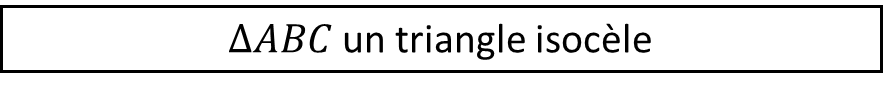 Δ𝐴𝐵𝐶 un triangle isocèle